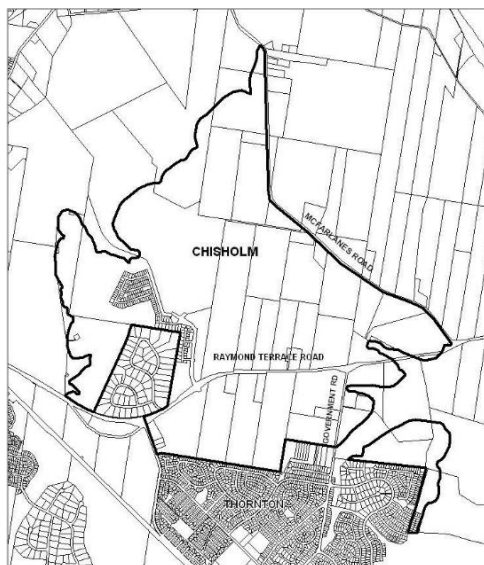 MCFARLANES ROAD
CHISHOLM
RAYMOND TERRACE ROAD
GOVERNMENT RD
THORNTON